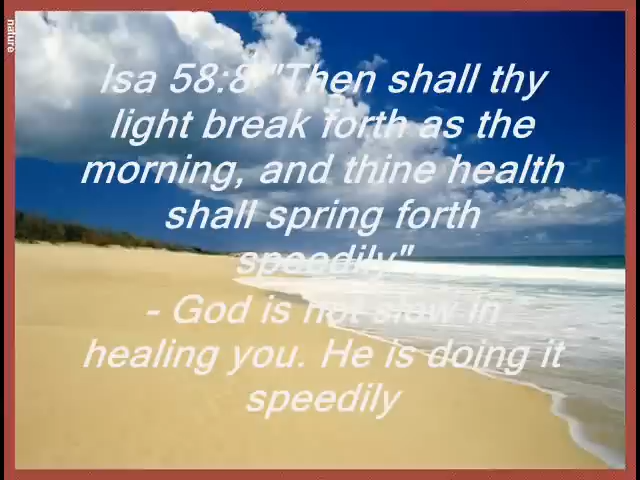 nature
Isa 58:8 "Then shall thy
light break forth as the
morning, and thine health
shall spring forth
speedily"
- God is not slow in
healing you. He is doing it
speedily